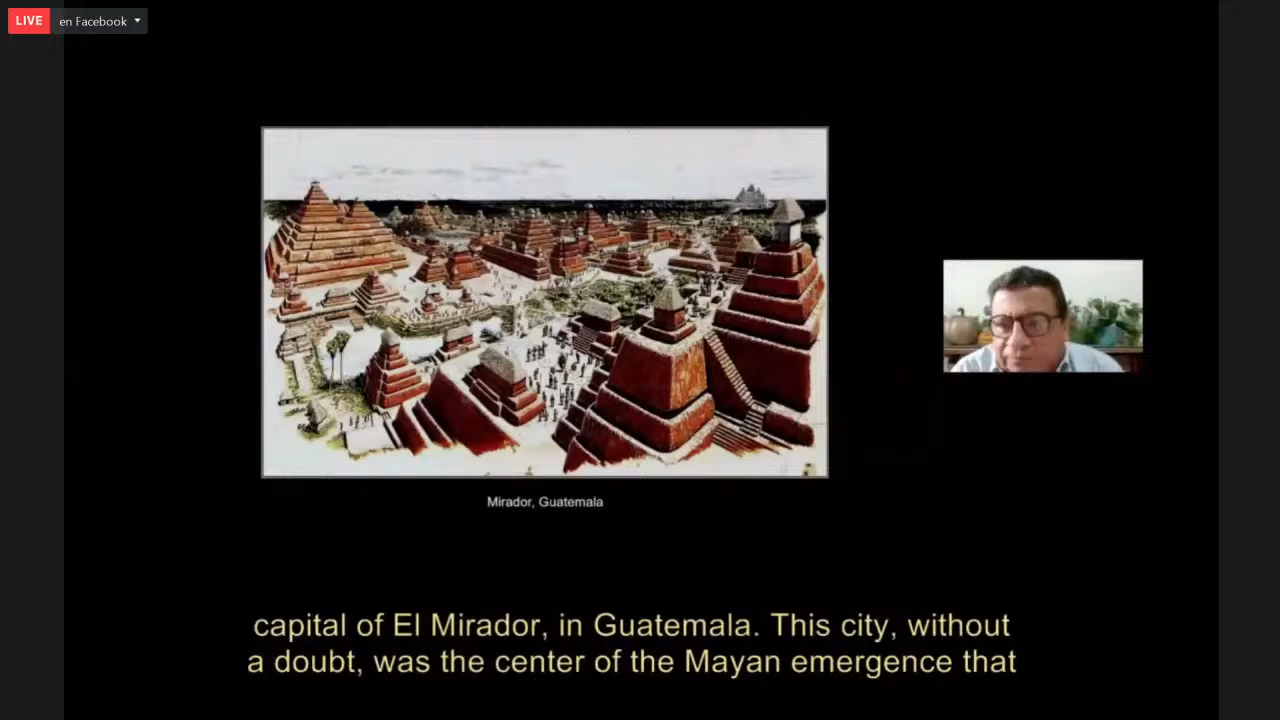 LIVE en Facebook
Mirador, Guatemala
capital of El Mirador, in Guatemala. This city, without
a doubt, was the center of the Mayan emergence that